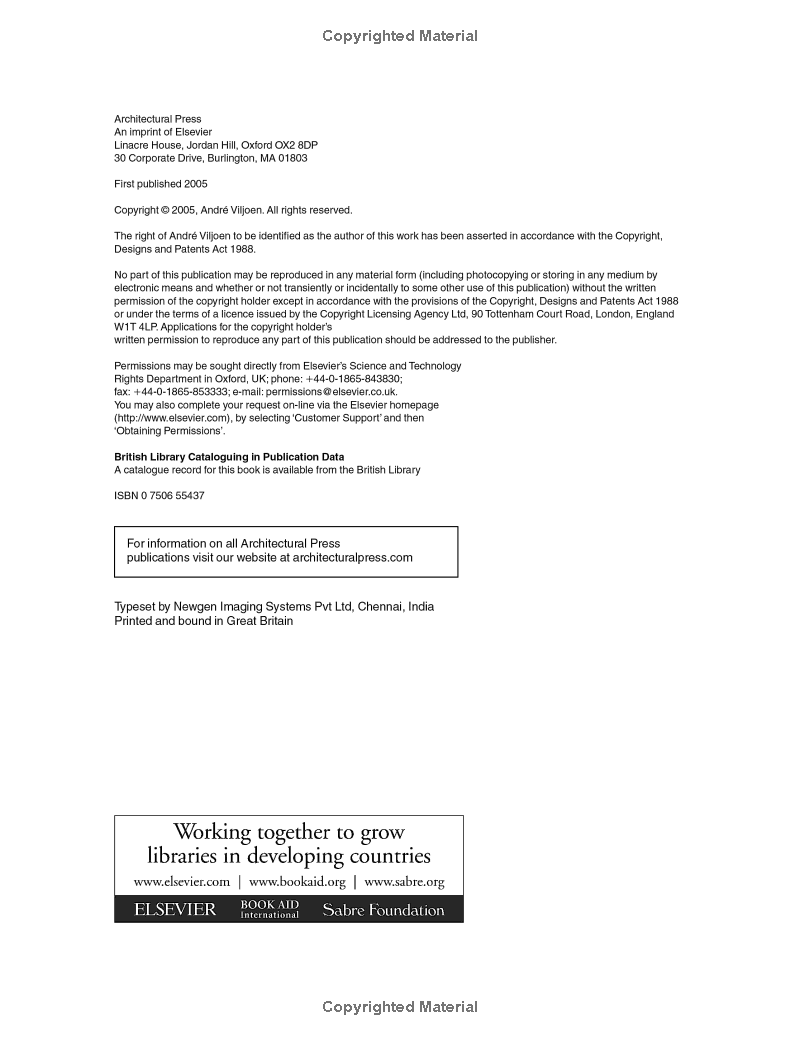 Copyrighted Material
Architectural Press
An imprint of Elsevier
Linacre House, Jordan Hill, Oxford OX2 8DP
30 Corporate Drive, Burlington, MA 01803
First published 2005
Copyright © 2005, André Viljoen. All rights reserved.
The right of André Viljoen to be identified as the author of this work has been asserted in accordance with the Copyright,
Designs and Patents Act 1988.
No part of this publication may be reproduced in any material form (including photocopying or storing in any medium by
electronic means and whether or not transiently or incidentally to some other use of this publication) without the written
permission of the copyright holder except in accordance with the provisions of the Copyright, Designs and Patents Act 1988
or under the terms of a licence issued by the Copyright Licensing Agency Ltd, 90 Tottenham Court Road, London, England
W1T 4LP. Applications for the copyright holder's
written permission to reproduce any part of this publication should be addressed to the publisher.
Permissions may be sought directly from Elsevier's Science and Technology
Rights Department in Oxford, UK; phone: +44-0-1865-843830;
fax: +44-0-1865-853333; e-mail: permissions@elsevier.co.uk.
You may also complete your request on-line via the Elsevier homepage
(http://www.elsevier.com), by selecting 'Customer Support' and then
'Obtaining Permissions'.
British Library Cataloguing in Publication Data
A catalogue record for this book is available from the British Library
ISBN 0 7506 55437
For information on all Architectural Press
publications visit our website at architecturalpress.com
Typeset by Newgen Imaging Systems Pvt Ltd, Chennai, India
Printed and bound in Great Britain
Working together to grow
libraries in developing countries
www.elsevier.com | www.bookaid.org | www.sabre.org
ELSEVIER BOOK AID International Sabre Foundation
Copyrighted Material